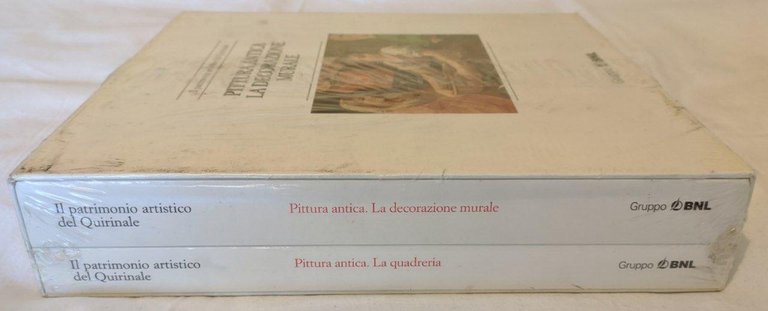 PITTURA ANTICA
LA DECORAZIONE
MURALE
Il patrimonio artistico
del Quirinale
Pittura antica. La decorazione murale
Gruppo BNL
Il patrimonio artistico
del Quirinale
Pittura antica. La quadreria
Gruppo BNL